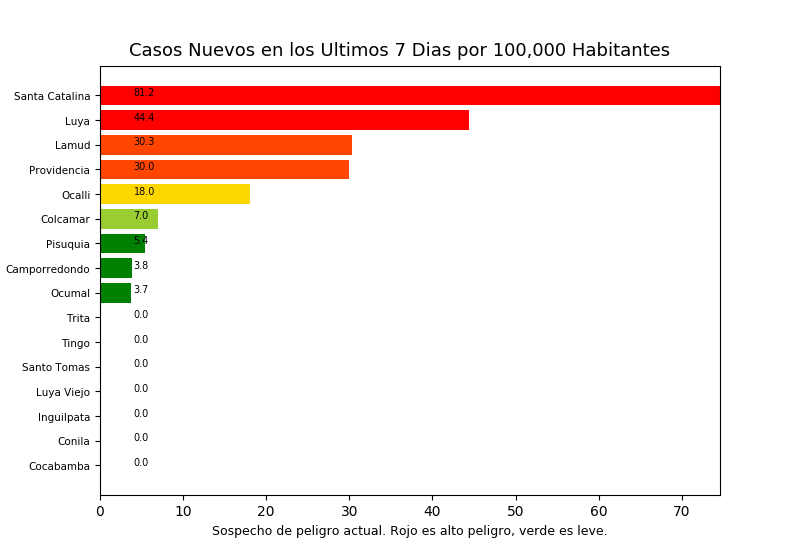 Casos Nuevos en los Ultimos 7 Dias por 100,000 Habitantes
Santa Catalina 81.2
Luya 44.4
Lamud 30.3
Providencia 30.0
Ocalli 18.0
Colcamar 7.0
Pisuquia 5.4
Camporredondo 3.8
Ocumal 3.7
Trita 0.0
Tingo 0.0
Santo Tomas 0.0
Luya Viejo 0.0
Inguilpata 0.0
Conila 0.0
Cocabamba 0.0
0 10 20 30 40 50 60 70
Sospecho de peligro actual. Rojo es alto peligro, verde es leve.